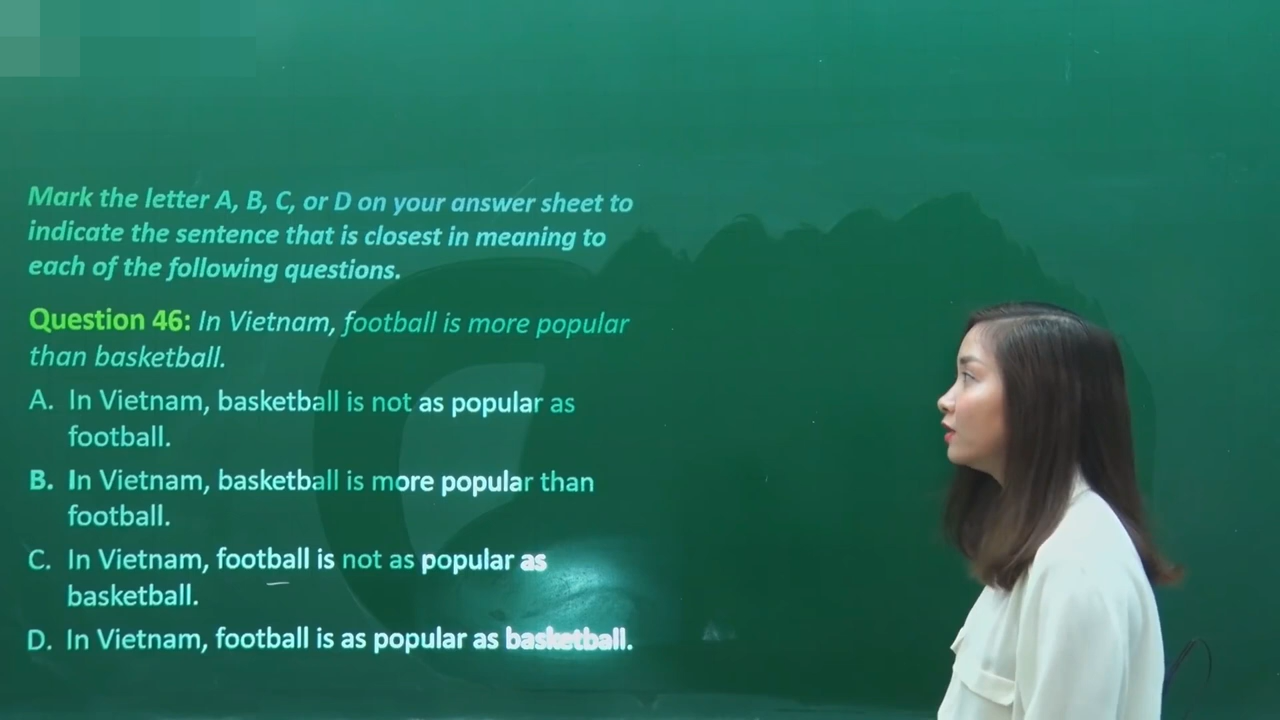 Mark the letter A, B, C, or D on your answer sheet to
indicate the sentence that is closest in meaning to
each of the following questions.
Question 46: In Vietnam, football is more popular
than basketball.
A. In Vietnam, basketball is not as popular as
football.
B. In Vietnam, basketball is more popular than
football.
C. In Vietnam, football is not as popular as
basketball.
D. In Vietnam, football is as popular as basketball.